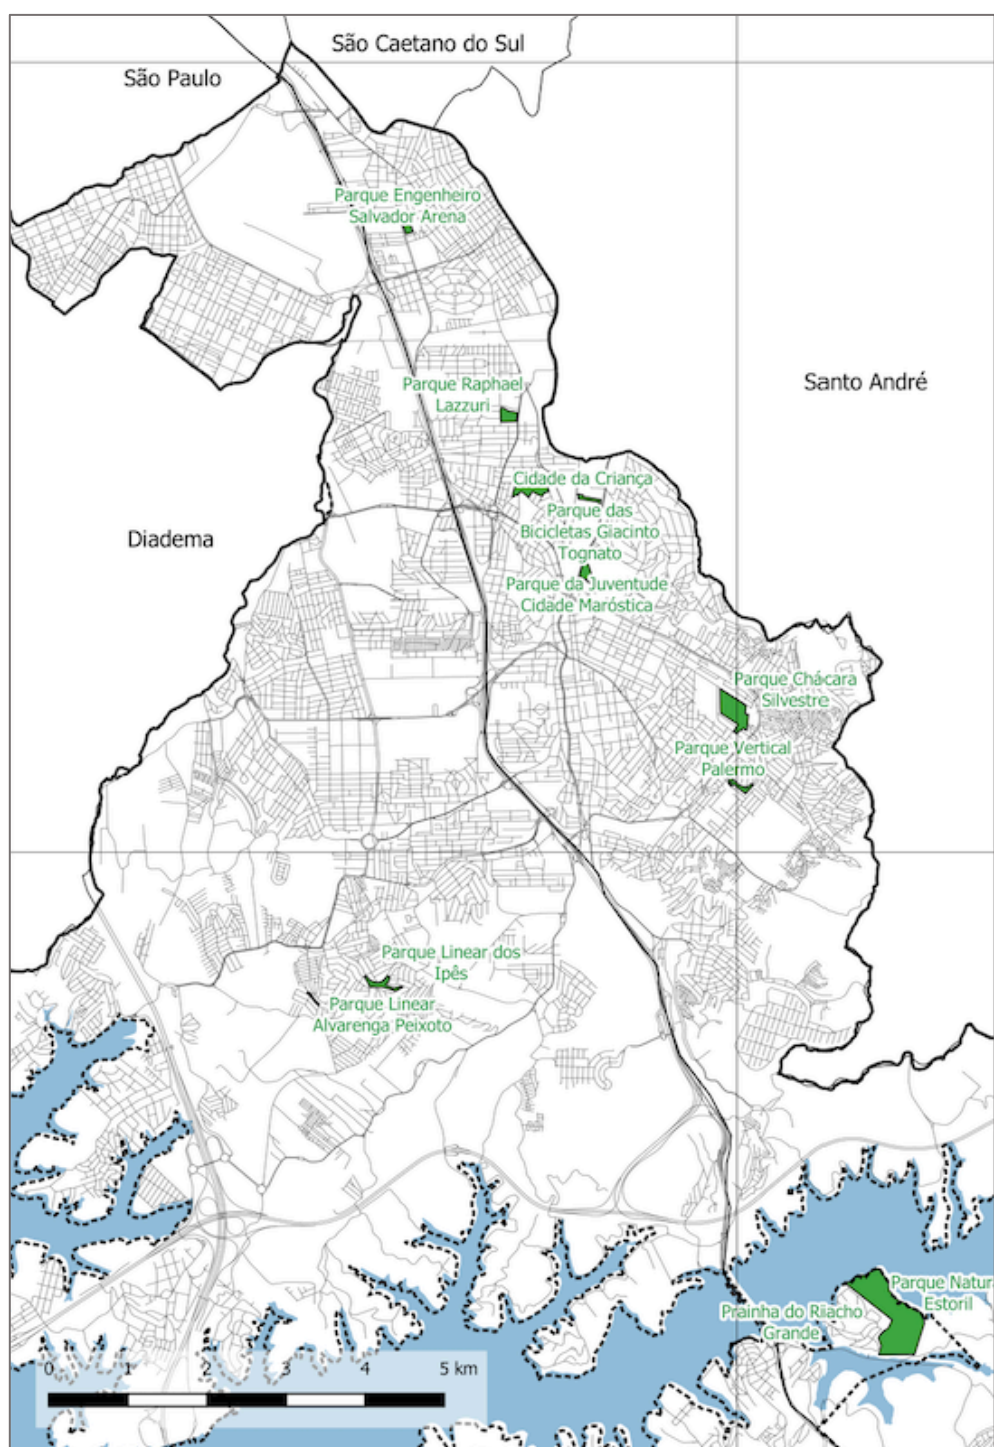 São Caetano do Sul
São Paulo
Parque Engenheiro
Salvador Arena
Parque Raphael
Lazzuri
Santo André
Cidade da Criança
Parque das
Bicicletas Giacinto
Tognato
Diadema
Parque da Juventude
Cidade Maróstica
Parque Chácara
Silvestre
Parque Vertical
Palermo
Parque Linear dos
Ipês
Parque Linear
Alvarenga Peixoto
Parque Natura
Estoril
Prainha do Riacho
Grande
0 1 2 3 4 5 km